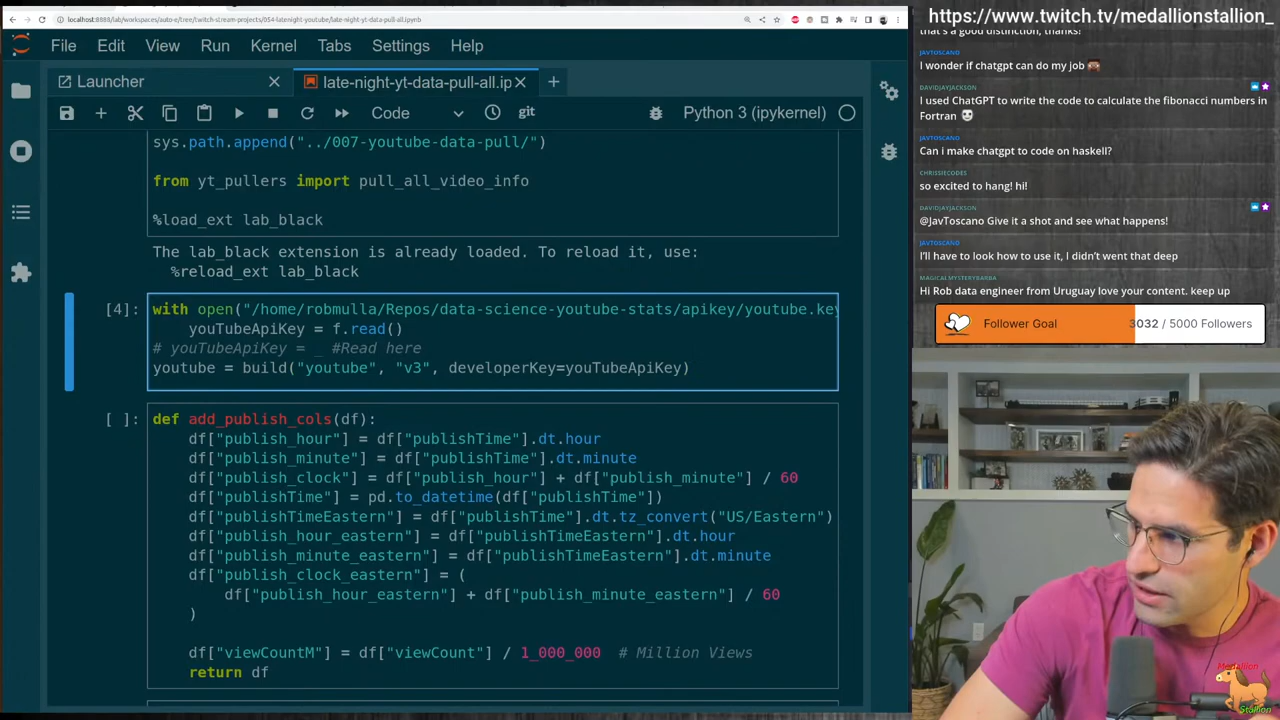 localhost:8888/lab/workspaces/auto-e/tree/twitch-stream-projects/054-latenight-youtube/late-night-yt-data-pull-all.ipynb
File Edit View Run Kernel Tabs Settings Help
Launcher
late-night-yt-data-pull-all.ip
Code
git
Python 3 (ipykernel)
sys.path.append("../007-youtube-data-pull/")
from yt_pullers import pull_all_video_info
%load_ext lab_black
The lab_black extension is already loaded. To reload it, use:
%reload_ext lab_black
[4]:
with open("/home/robmulla/Repos/data-science-youtube-stats/apikey/youtube.key
youTubeApiKey = f.read()
# youTubeApiKey = _ #Read here
youtube = build("youtube", "v3", developerKey=youTubeApiKey)
[ ]:
def add_publish_cols(df):
df["publish_hour"] = df["publishTime"].dt.hour
df["publish_minute"] = df["publishTime"].dt.minute
df["publish_clock"] = df["publish_hour"] + df["publish_minute"] / 60
df["publishTime"] = pd.to_datetime(df["publishTime"])
df["publishTimeEastern"] = df["publishTime"].dt.tz_convert("US/Eastern")
df["publish_hour_eastern"] = df["publishTimeEastern"].dt.hour
df["publish_minute_eastern"] = df["publishTimeEastern"].dt.minute
df["publish_clock_eastern"] = (
df["publish_hour_eastern"] + df["publish_minute_eastern"] / 60
)
df["viewCountM"] = df["viewCount"] / 1_000_000 # Million Views
return df
https://www.twitch.tv/medallionstallion_
that's a good distinction, thanks!
JAVTOSCANO
I wonder if chatgpt can do my job
DAVIDJAYJACKSON
I used ChatGPT to write the code to calculate the fibonacci numbers in
Fortran
JAVTOSCANO
Can i make chatgpt to code on haskell?
CHRISSIECODES
so excited to hang! hi!
DAVIDJAYJACKSON
@JavToscano Give it a shot and see what happens!
JAVTOSCANO
I'll have to look how to use it, I didn't went that deep
MAGICALMYSTERYBARBA
Hi Rob data engineer from Uruguay love your content. keep up
Follower Goal
3032 / 5000 Followers
Medallion
Stallion